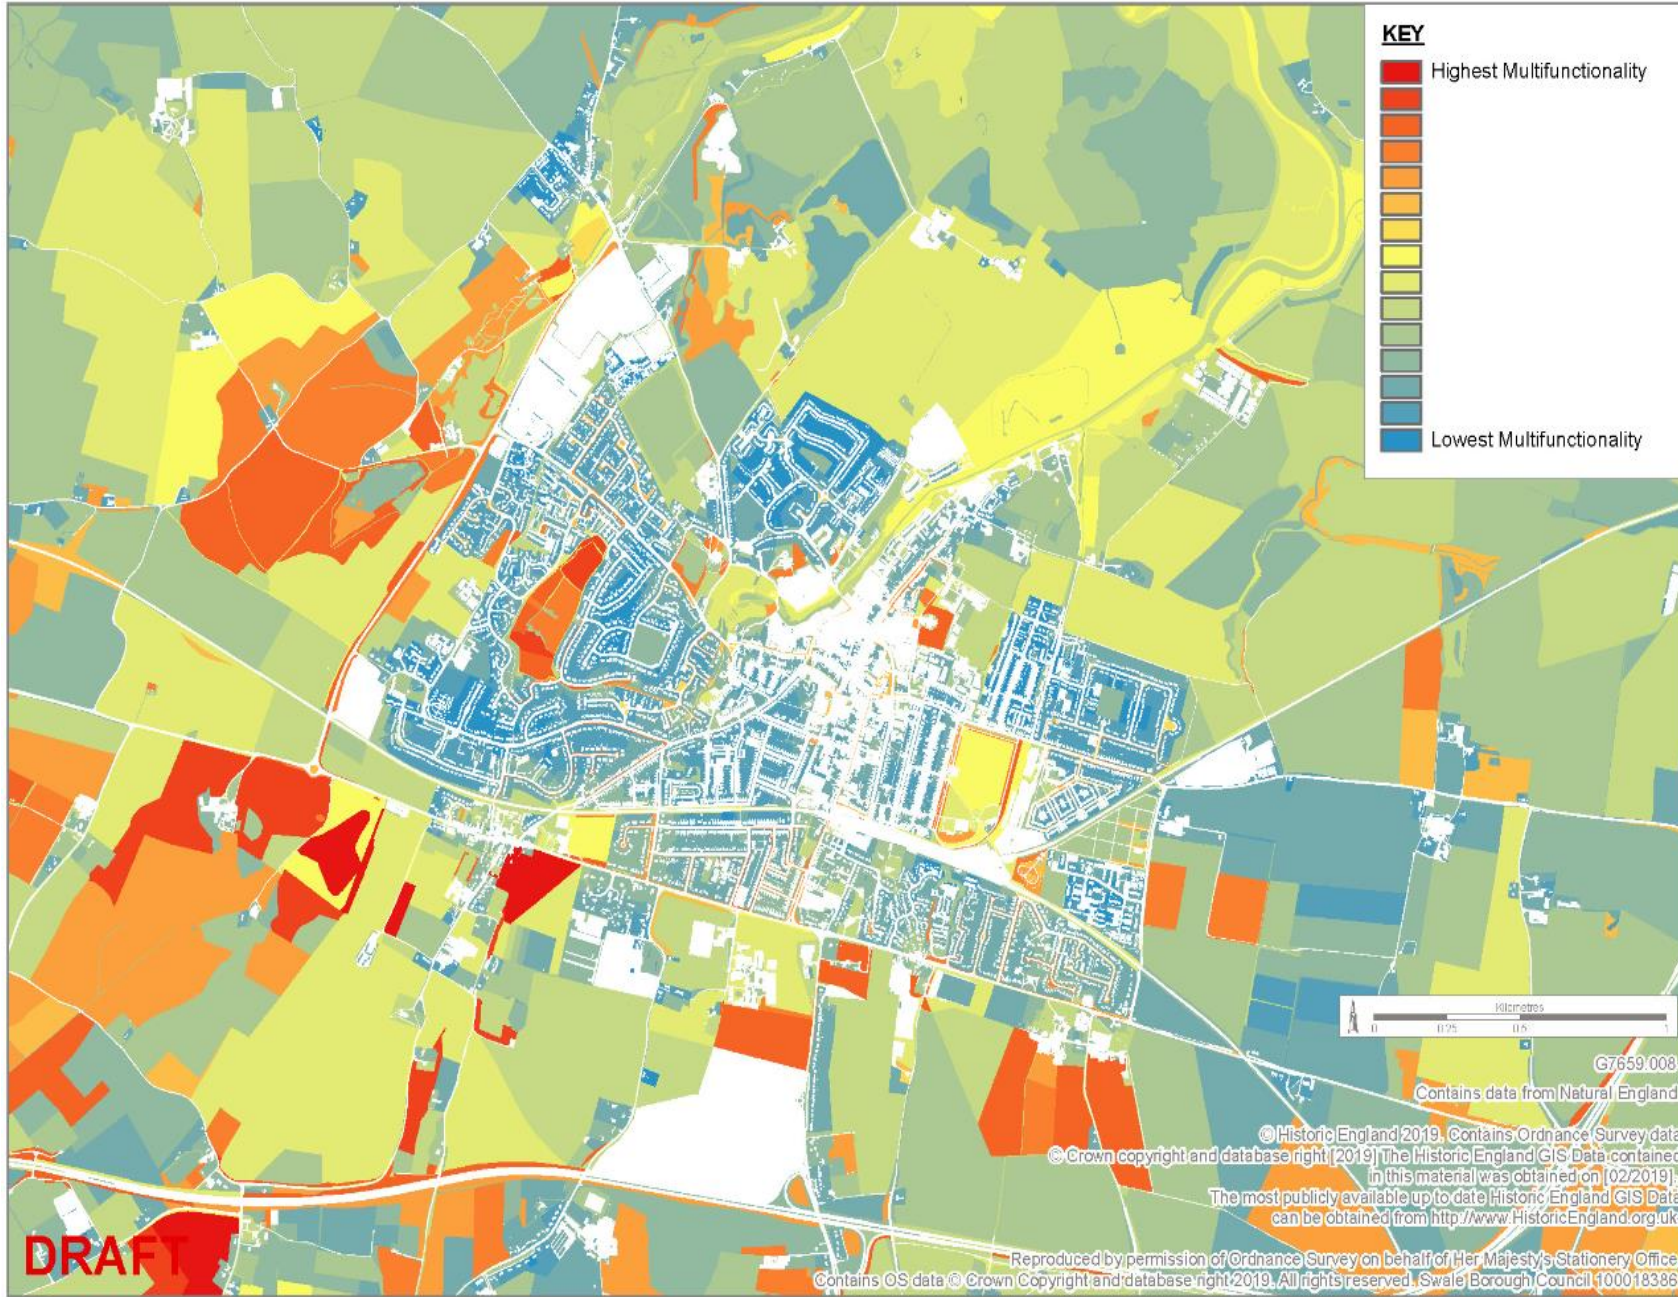 KEY
Highest Multifunctionality
Lowest Multifunctionality
Kilometres
0 0.25 0.5 1
G7659.008
Contains data from Natural England
© Historic England 2019. Contains Ordnance Survey data
© Crown copyright and database right [2019] The Historic England GIS Data contained
in this material was obtained on [02/2019].
The most publicly available up to date Historic England GIS Data
can be obtained from http://www.HistoricEngland.org.uk
DRAFT
Reproduced by permission of Ordnance Survey on behalf of Her Majesty's Stationery Office
Contains OS data © Crown Copyright and database right 2019. All rights reserved. Swale Borough Council 100018386